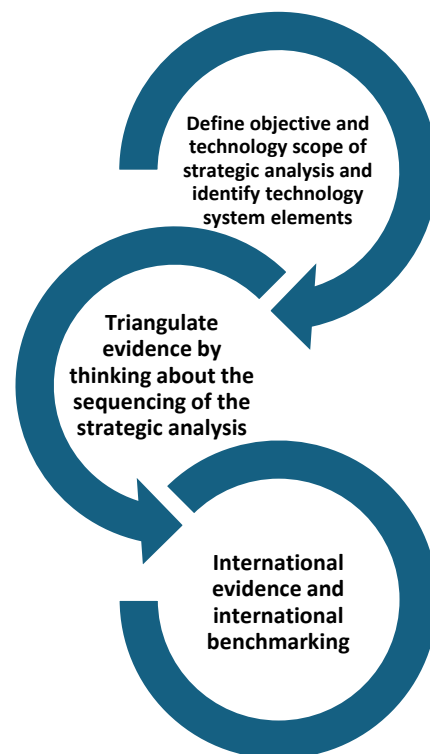 Define objective and
technology scope of
strategic analysis and
identify technology
system elements
Triangulate
evidence by
thinking about the
sequencing of the
strategic analysis
International
evidence and
international
benchmarking